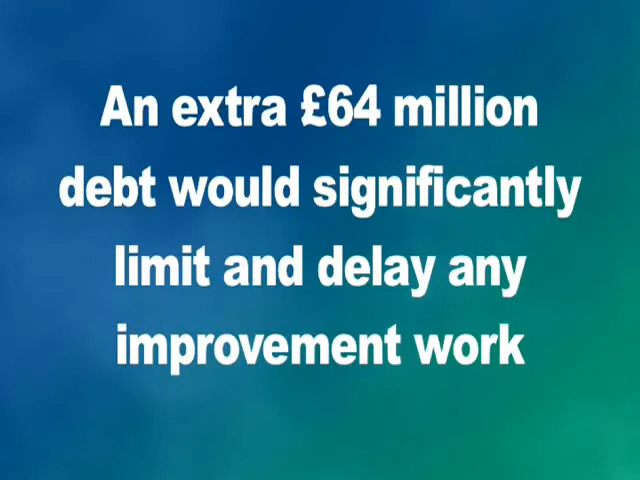 An extra £64 million
debt would significantly
limit and delay any
improvement work